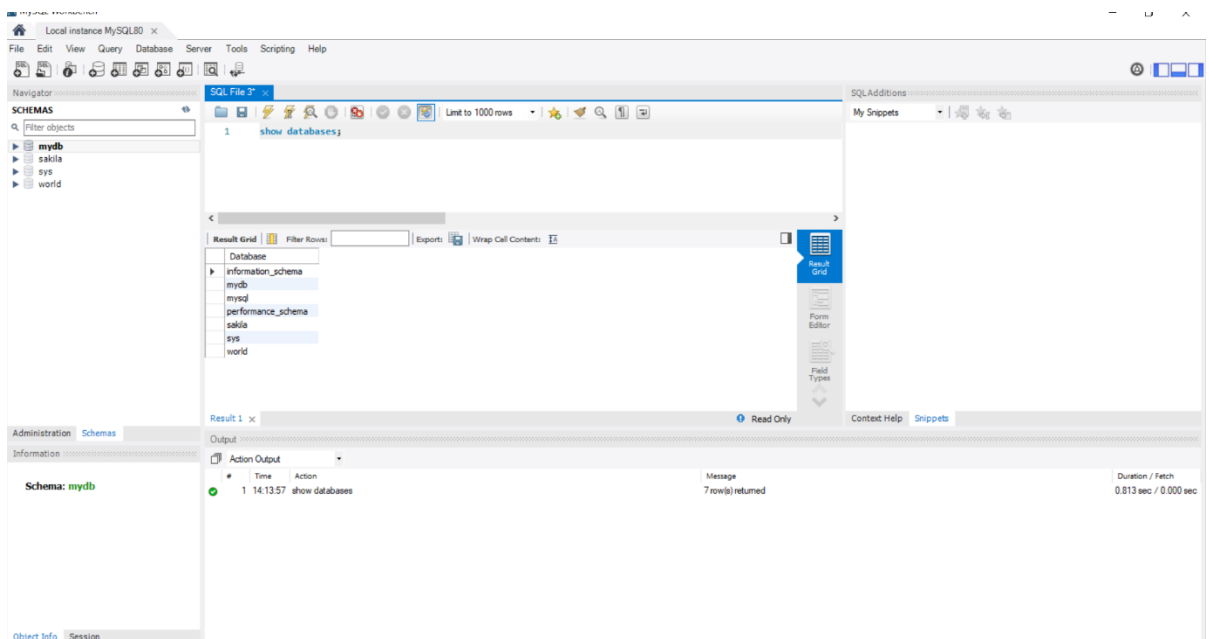 MySQL Workbench
Local instance MySQL80
File Edit View Query Database Server Tools Scripting Help
Navigator
SCHEMAS
Filter objects
mydb
sakila
sys
world
Administration Schemas
Information
Schema: mydb
Object Info Session
SQL File 3*
Limit to 1000 rows
1 show databases;
Result Grid Filter Rows: Export: Wrap Cell Content:
Database
information_schema
mydb
mysql
performance_schema
sakila
sys
world
Result
Grid
Form
Editor
Field
Types
Result 1 Read Only
SQLAdditions
My Snippets
Context Help Snippets
Output
Action Output
# Time Action Message Duration / Fetch
1 14:13:57 show databases 7 row(s) returned 0.813 sec / 0.000 sec